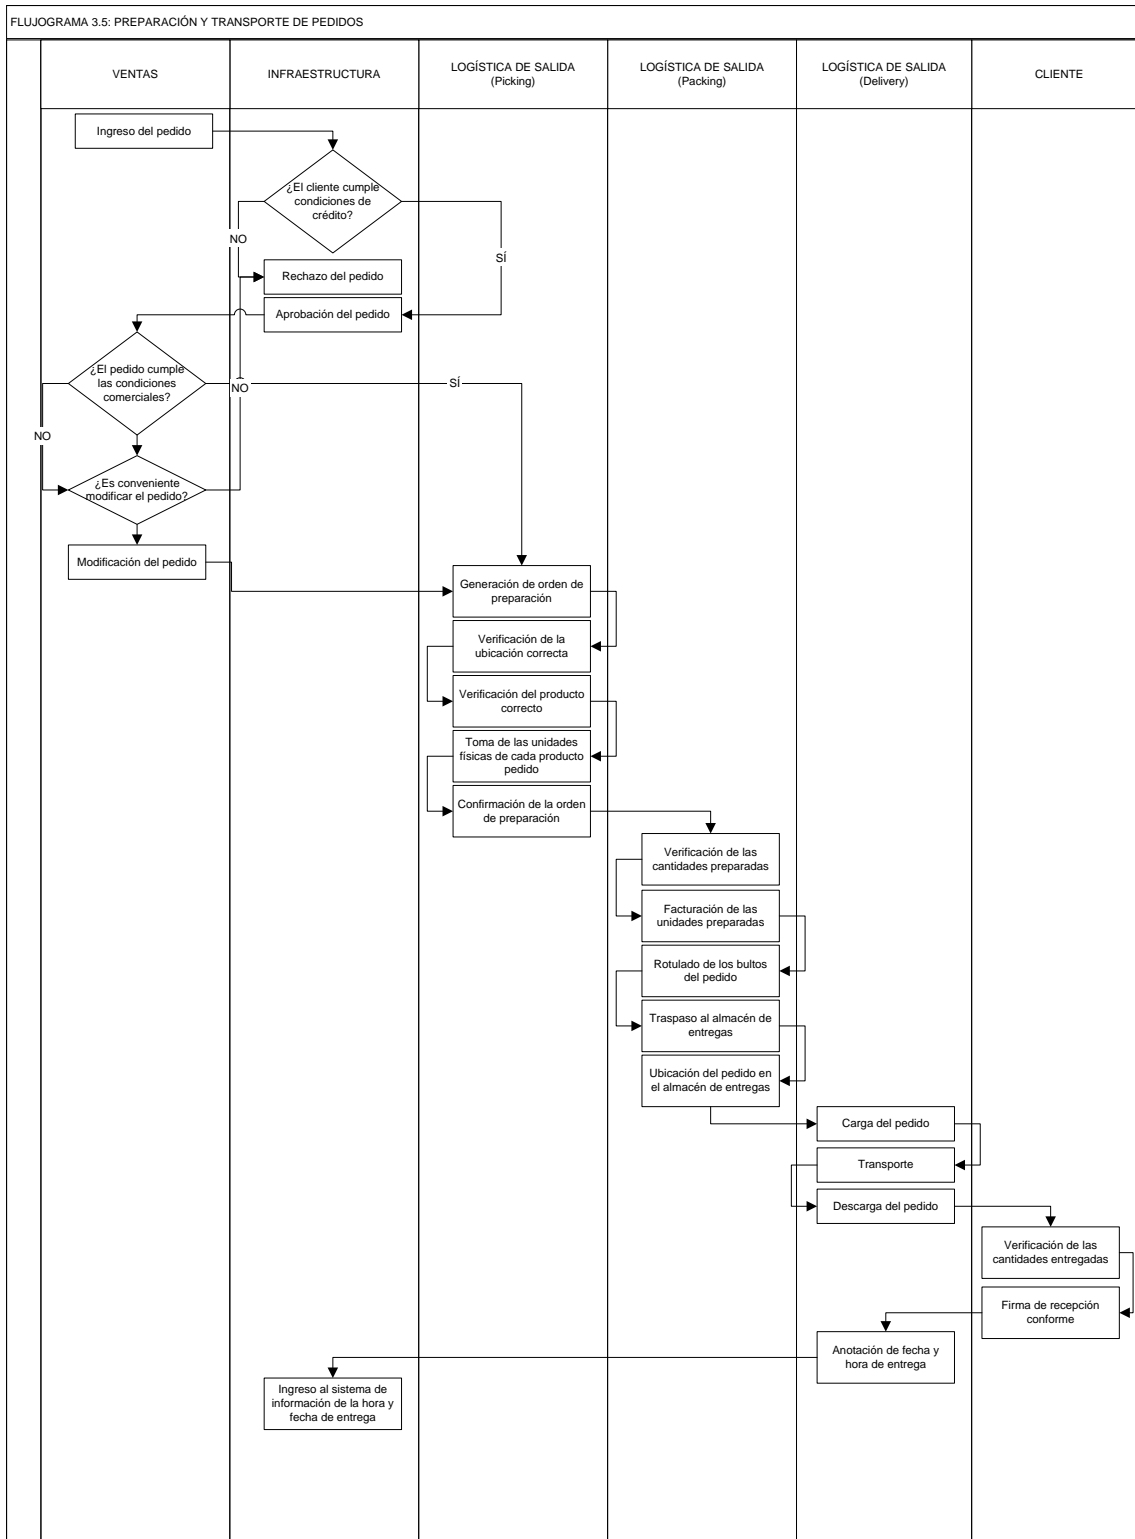 FLUJOGRAMA 3.5: PREPARACIÓN Y TRANSPORTE DE PEDIDOS
VENTAS
INFRAESTRUCTURA
LOGÍSTICA DE SALIDA
(Picking)
LOGÍSTICA DE SALIDA
(Packing)
LOGÍSTICA DE SALIDA
(Delivery)
CLIENTE
Ingreso del pedido
¿El cliente cumple
condiciones de
crédito?
NO
SÍ
Rechazo del pedido
Aprobación del pedido
¿El pedido cumple
las condiciones
comerciales?
NO
SÍ
NO
¿Es conveniente
modificar el pedido?
Modificación del pedido
Generación de orden de
preparación
Verificación de la
ubicación correcta
Verificación del producto
correcto
Toma de las unidades
físicas de cada producto
pedido
Confirmación de la orden
de preparación
Verificación de las
cantidades preparadas
Facturación de las
unidades preparadas
Rotulado de los bultos
del pedido
Traspaso al almacén de
entregas
Ubicación del pedido en
el almacén de entregas
Carga del pedido
Transporte
Descarga del pedido
Verificación de las
cantidades entregadas
Firma de recepción
conforme
Anotación de fecha y
hora de entrega
Ingreso al sistema de
información de la hora y
fecha de entrega